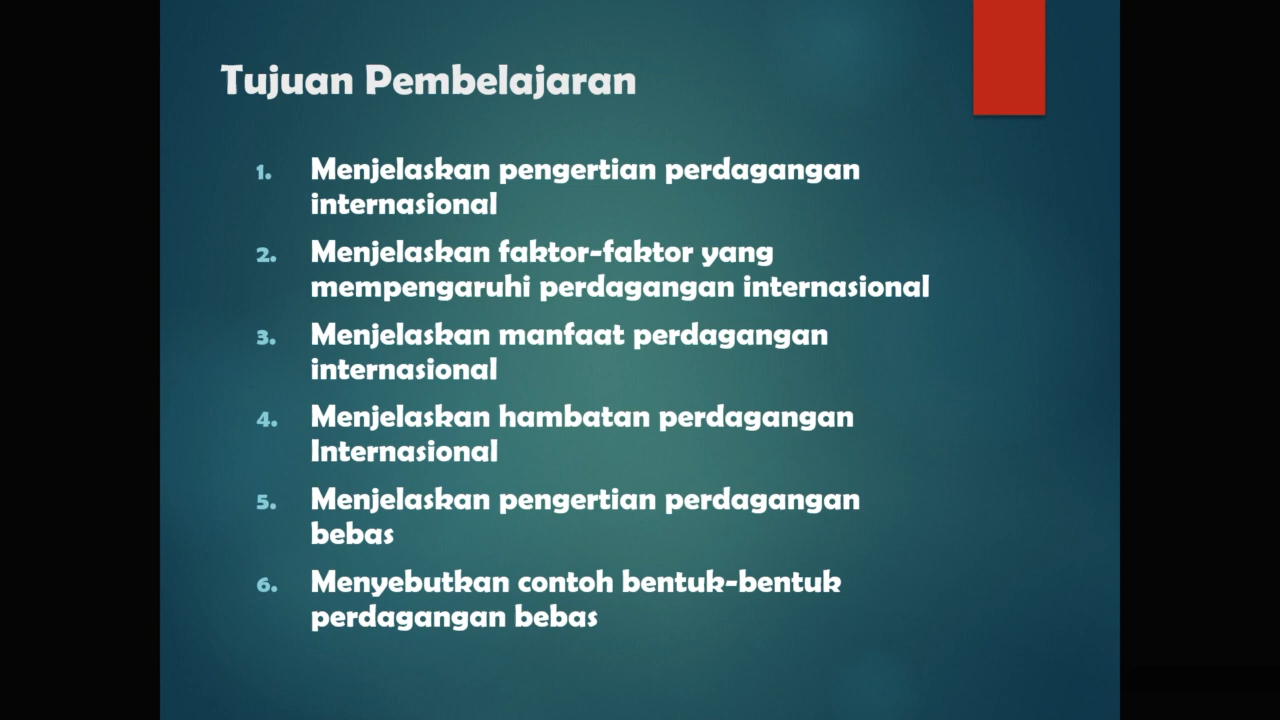 Tujuan Pembelajaran
1. Menjelaskan pengertian perdagangan
internasional
2. Menjelaskan faktor-faktor yang
mempengaruhi perdagangan internasional
3. Menjelaskan manfaat perdagangan
internasional
4. Menjelaskan hambatan perdagangan
Internasional
5. Menjelaskan pengertian perdagangan
bebas
6. Menyebutkan contoh bentuk-bentuk
perdagangan bebas